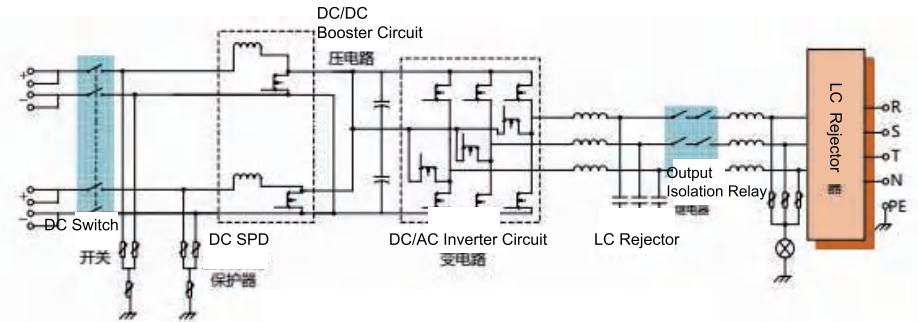 DC/DC
Booster Circuit
压电路
+
−
+
−
DC Switch
开关
DC SPD
保护器
DC/AC Inverter Circuit
变电路
LC Rejector
Output
Isolation Relay
继电器
LC Rejector 器
R
S
T
N
PE